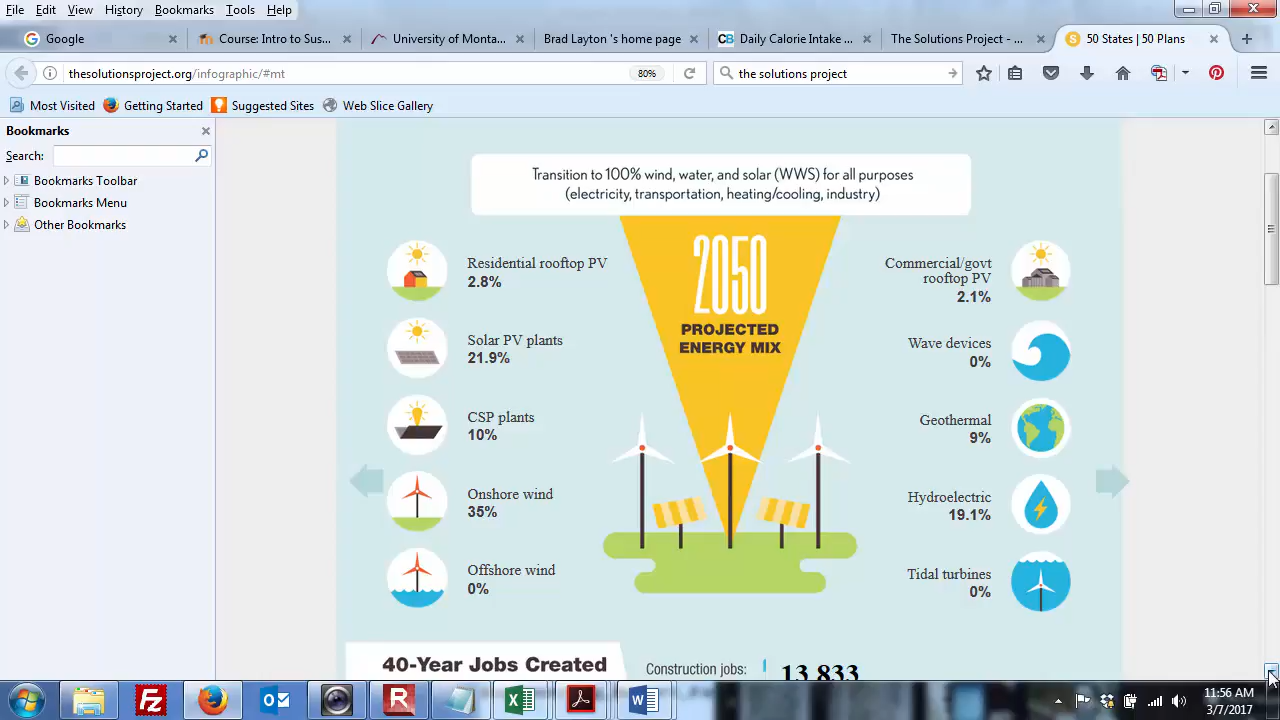 File Edit View History Bookmarks Tools Help
Google
Course: Intro to Sus...
University of Monta...
Brad Layton 's home page
CB Daily Calorie Intake ...
The Solutions Project – ...
50 States | 50 Plans
thesolutionsproject.org/infographic/#mt
80%
the solutions project
Most Visited
Getting Started
Suggested Sites
Web Slice Gallery
Bookmarks
Search:
Bookmarks Toolbar
Bookmarks Menu
Other Bookmarks
Transition to 100% wind, water, and solar (WWS) for all purposes
(electricity, transportation, heating/cooling, industry)
2050
PROJECTED
ENERGY MIX
Residential rooftop PV
2.8%
Solar PV plants
21.9%
CSP plants
10%
Onshore wind
35%
Offshore wind
0%
Commercial/govt
rooftop PV
2.1%
Wave devices
0%
Geothermal
9%
Hydroelectric
19.1%
Tidal turbines
0%
40-Year Jobs Created
Construction jobs:
13,833
11:56 AM
3/7/2017